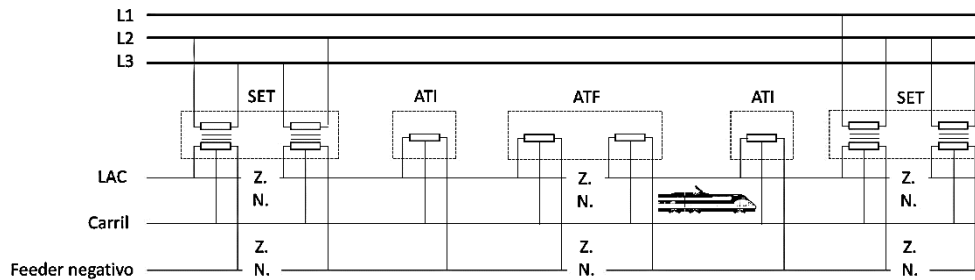 L1
L2
L3
SET
ATI
ATF
ATI
SET
LAC
Z.
Z.
Z.
N.
N.
N.
Carril
Z.
Z.
Z.
Feeder negativo
N.
N.
N.